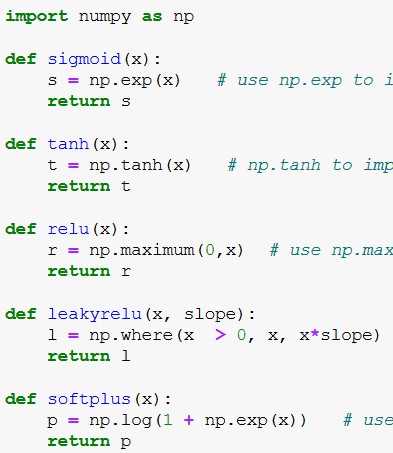 import numpy as np
def sigmoid(x):
s = np.exp(x) # use np.exp to i
return s
def tanh(x):
t = np.tanh(x) # np.tanh to imp
return t
def relu(x):
r = np.maximum(0,x) # use np.max
return r
def leakyrelu(x, slope):
l = np.where(x > 0, x, x*slope)
return l
def softplus(x):
p = np.log(1 + np.exp(x)) # use
return p